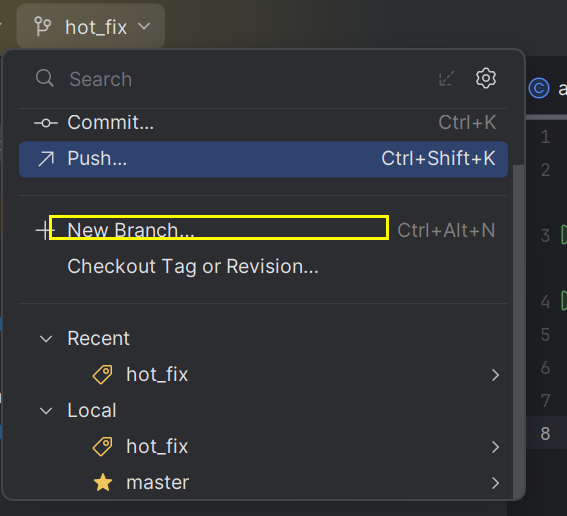 hot_fix
Search
Commit... Ctrl+K
Push... Ctrl+Shift+K
New Branch... Ctrl+Alt+N
Checkout Tag or Revision...
Recent
hot_fix
Local
hot_fix
master
C a
1
2
3
4
5
6
7
8